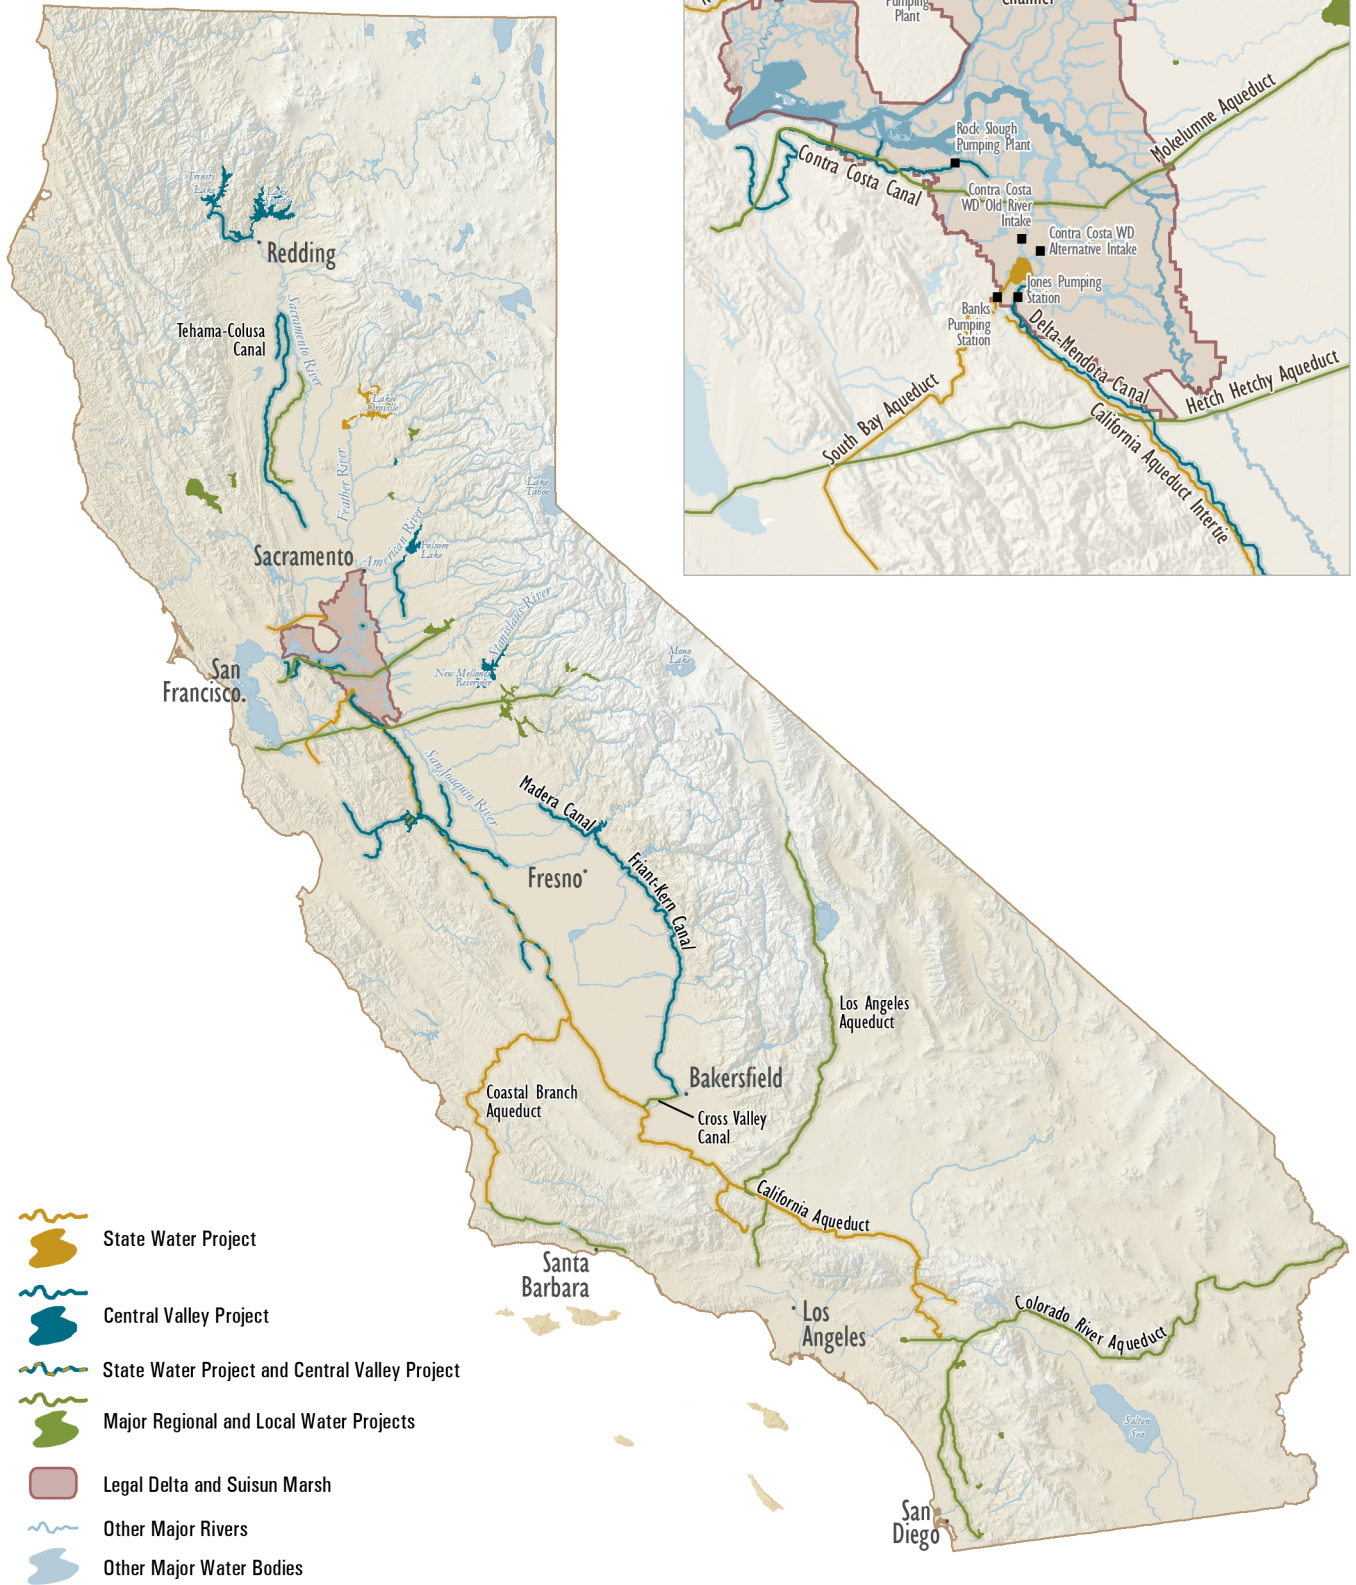 Pumping
Plant
Channel
Mokelumne Aqueduct
Rock Slough
Pumping Plant
Contra Costa Canal
Contra Costa
WD Old River
Intake
Contra Costa WD
Alternative Intake
Jones Pumping
Station
Banks
Pumping
Station
Delta-Mendota Canal
Hetch Hetchy Aqueduct
South Bay Aqueduct
California Aqueduct Intertie
Trinity
Lake
Lake
Shasta
Redding
Tehama-Colusa
Canal
Sacramento River
Lake
Oroville
Feather River
Lake
Tahoe
Sacramento
American River
Folsom
Lake
Stanislaus River
San
Francisco
New Mellones
Reservoir
Mono
Lake
San Joaquin River
Madera Canal
Fresno
Friant-Kern Canal
Los Angeles
Aqueduct
Bakersfield
Coastal Branch
Aqueduct
Cross Valley
Canal
California Aqueduct
Santa
Barbara
Los
Angeles
Colorado River Aqueduct
Salton
Sea
San
Diego
State Water Project
Central Valley Project
State Water Project and Central Valley Project
Major Regional and Local Water Projects
Legal Delta and Suisun Marsh
Other Major Rivers
Other Major Water Bodies